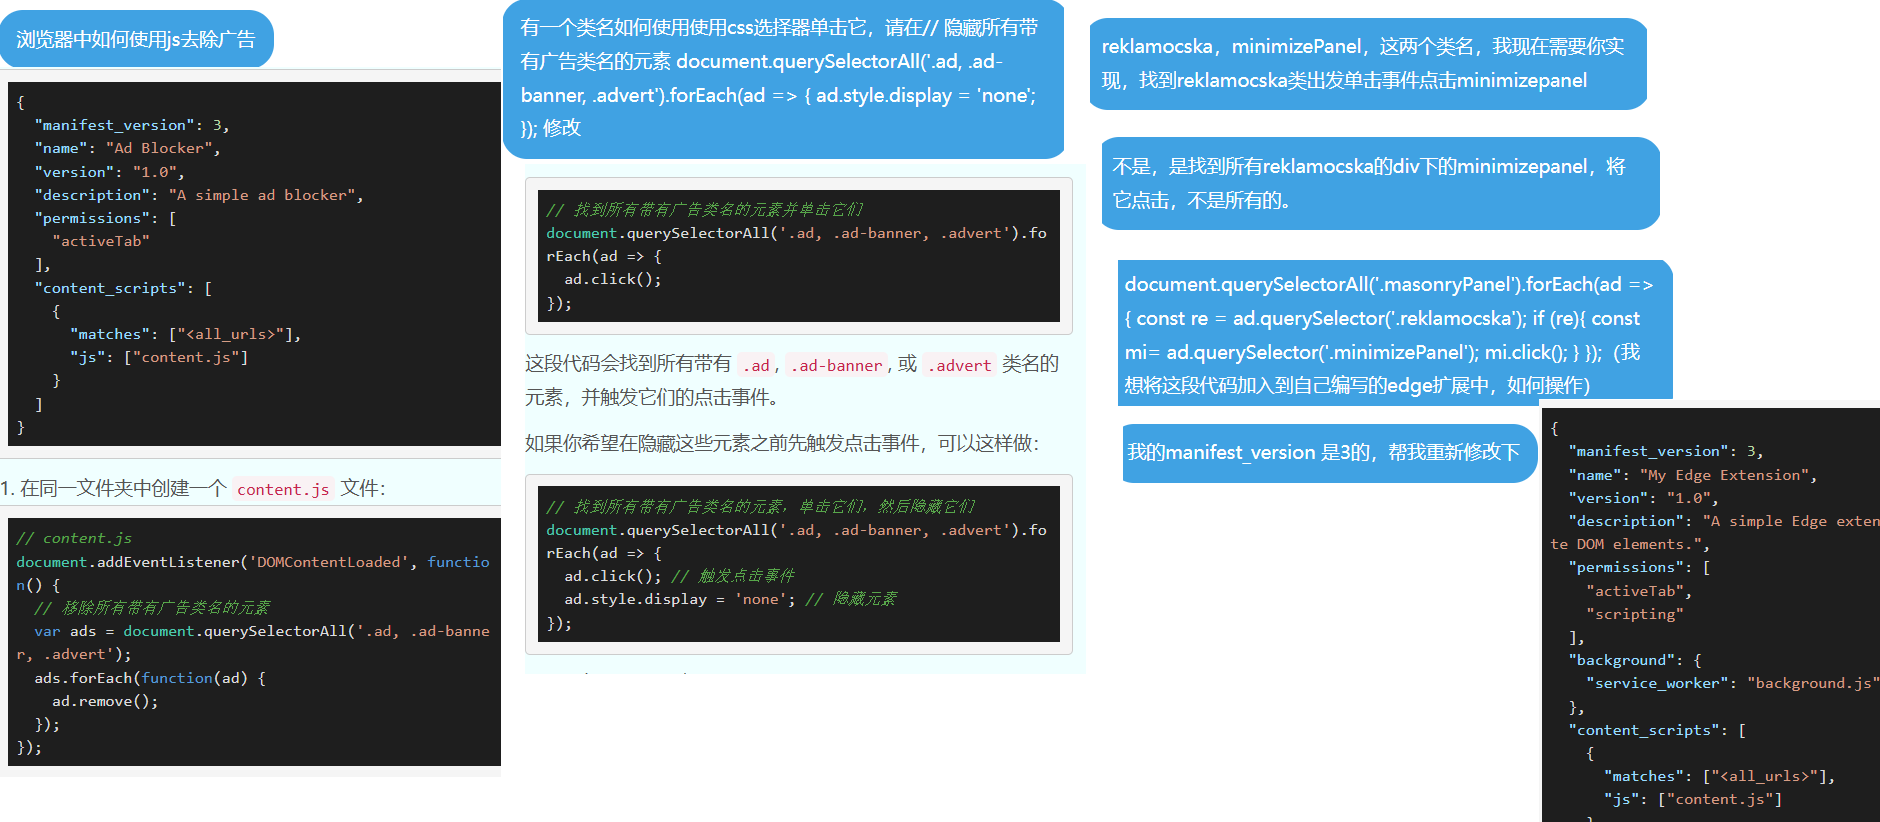 浏览器中如何使用js去除广告
{
"manifest_version": 3,
"name": "Ad Blocker",
"version": "1.0",
"description": "A simple ad blocker",
"permissions": [
"activeTab"
],
"content_scripts": [
{
"matches": ["<all_urls>"],
"js": ["content.js"]
}
]
}
1. 在同一文件夹中创建一个 content.js 文件：
// content.js
document.addEventListener('DOMContentLoaded', functio
n() {
// 移除所有带有广告类名的元素
var ads = document.querySelectorAll('.ad, .ad-banne
r, .advert');
ads.forEach(function(ad) {
ad.remove();
});
});
有一个类名如何使用使用css选择器单击它，请在// 隐藏所有带
有广告类名的元素 document.querySelectorAll('.ad, .ad-
banner, .advert').forEach(ad => { ad.style.display = 'none';
}); 修改
// 找到所有带有广告类名的元素并单击它们
document.querySelectorAll('.ad, .ad-banner, .advert').fo
rEach(ad => {
ad.click();
});
这段代码会找到所有带有 .ad, .ad-banner, 或 .advert 类名的
元素，并触发它们的点击事件。
如果你希望在隐藏这些元素之前先触发点击事件，可以这样做：
// 找到所有带有广告类名的元素，单击它们，然后隐藏它们
document.querySelectorAll('.ad, .ad-banner, .advert').fo
rEach(ad => {
ad.click(); // 触发点击事件
ad.style.display = 'none'; // 隐藏元素
});
reklamocska，minimizePanel，这两个类名，我现在需要你实
现，找到reklamocska类出发单击事件点击minimizepanel
不是，是找到所有reklamocska的div下的minimizepanel，将
它点击，不是所有的。
document.querySelectorAll('.masonryPanel').forEach(ad =>
{ const re = ad.querySelector('.reklamocska'); if (re){ const
mi= ad.querySelector('.minimizePanel'); mi.click(); } });（我
想将这段代码加入到自己编写的edge扩展中，如何操作）
我的manifest_version 是3的，帮我重新修改下
{
"manifest_version": 3,
"name": "My Edge Extension",
"version": "1.0",
"description": "A simple Edge exten
te DOM elements.",
"permissions": [
"activeTab",
"scripting"
],
"background": {
"service_worker": "background.js"
},
"content_scripts": [
{
"matches": ["<all_urls>"],
"js": ["content.js"]